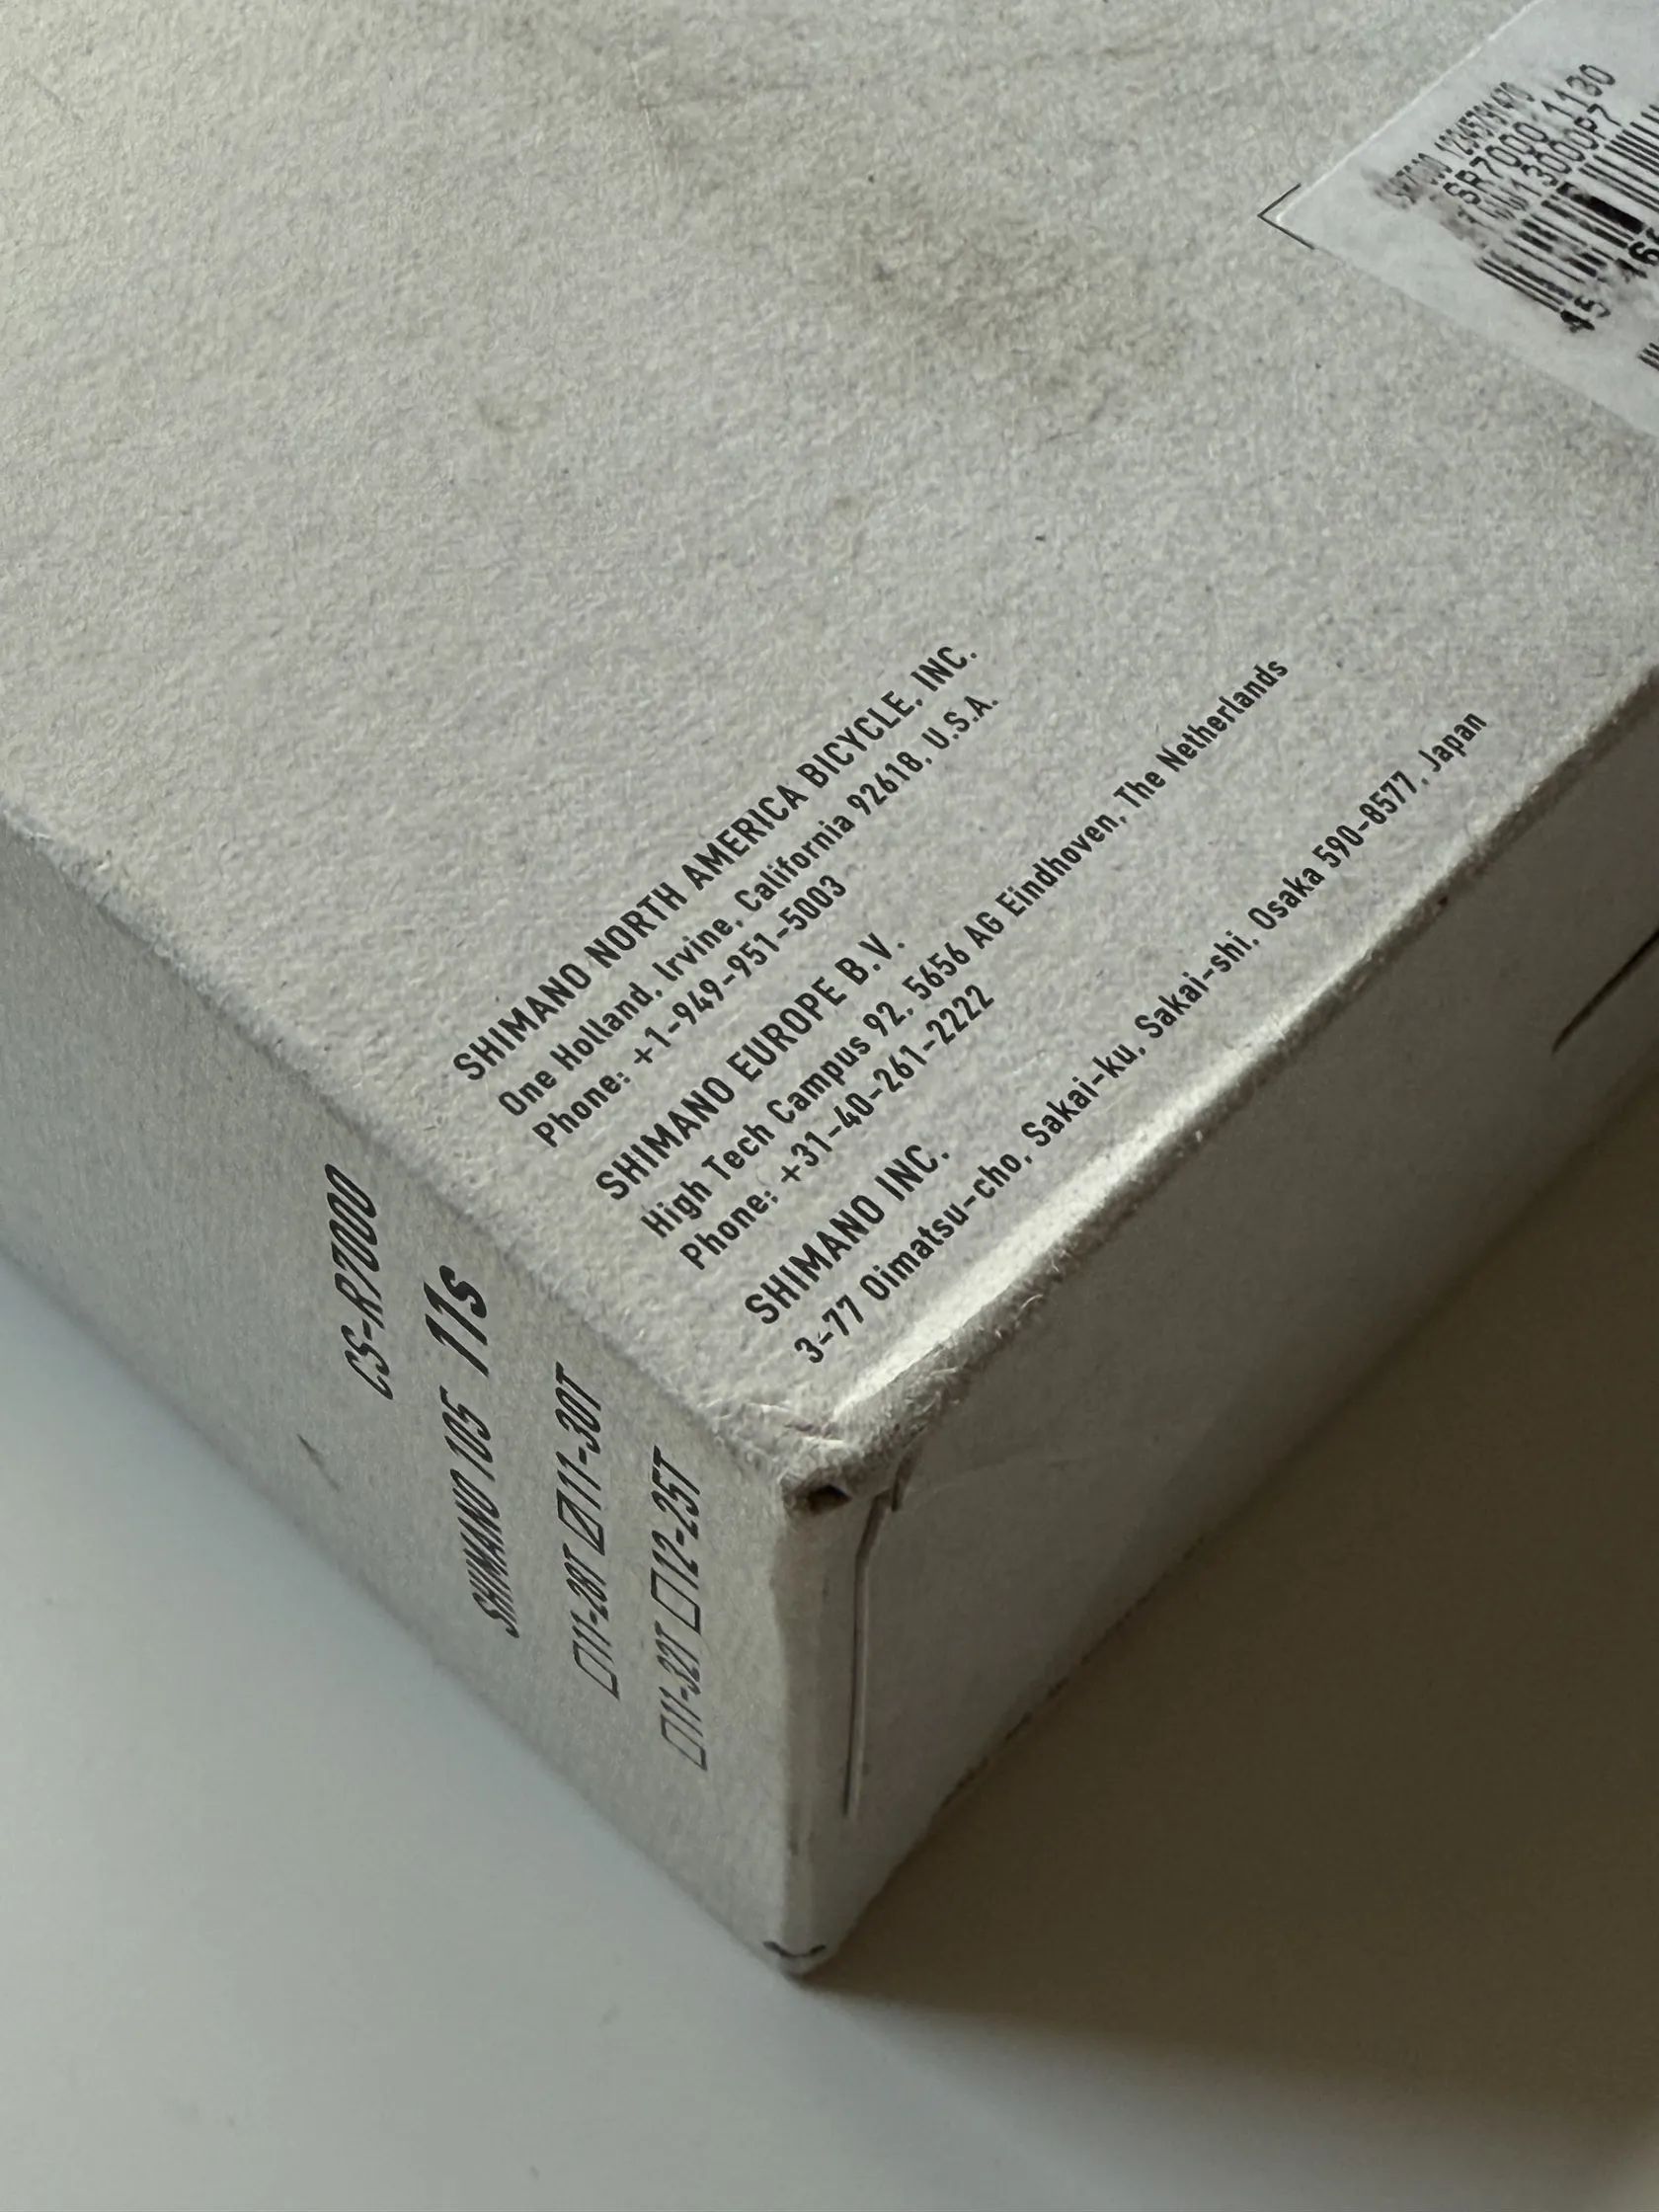 SHIMANO NORTH AMERICA BICYCLE, INC.
One Holland, Irvine, California 92618, U.S.A.
Phone: +1-949-951-5003
SHIMANO EUROPE B.V.
High Tech Campus 92, 5656 AG Eindhoven, The Netherlands
Phone: +31-40-261-2222
SHIMANO INC.
3-77 Oimatsu-cho, Sakai-ku, Sakai-shi, Osaka 590-8577, Japan
CS-R7000
SHIMANO 105 11s
☐11-28T ☑11-30T
☐11-32T ☐12-25T